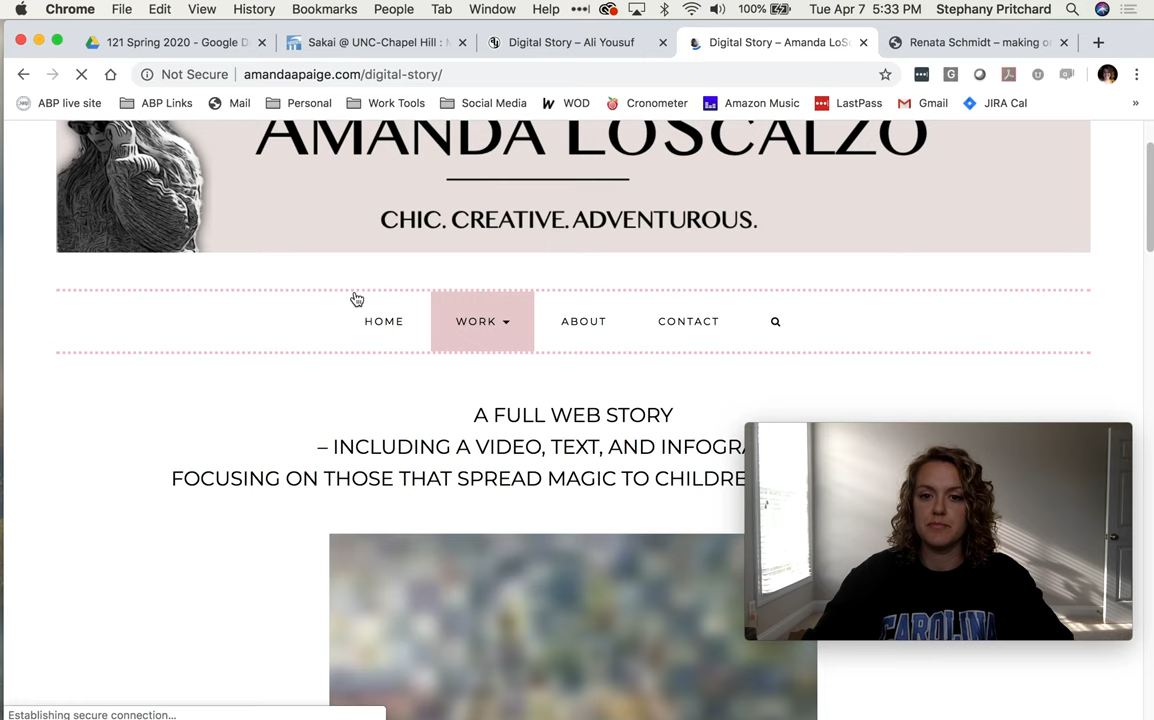 Chrome File Edit View History Bookmarks People Tab Window Help 100% Tue Apr 7 5:33 PM Stephany Pritchard
121 Spring 2020 - Google D Sakai @ UNC-Chapel Hill : Digital Story – Ali Yousuf Digital Story – Amanda LoSc Renata Schmidt – making o
Not Secure amandaapaige.com/digital-story/
ABP live site ABP Links Mail Personal Work Tools Social Media WOD Cronometer Amazon Music LastPass Gmail JIRA Cal »
AMANDA LOSCALZO
CHIC. CREATIVE. ADVENTUROUS.
HOME WORK ABOUT CONTACT
A FULL WEB STORY
– INCLUDING A VIDEO, TEXT, AND INFOGRA
FOCUSING ON THOSE THAT SPREAD MAGIC TO CHILDRE
CAROLINA
Establishing secure connection...